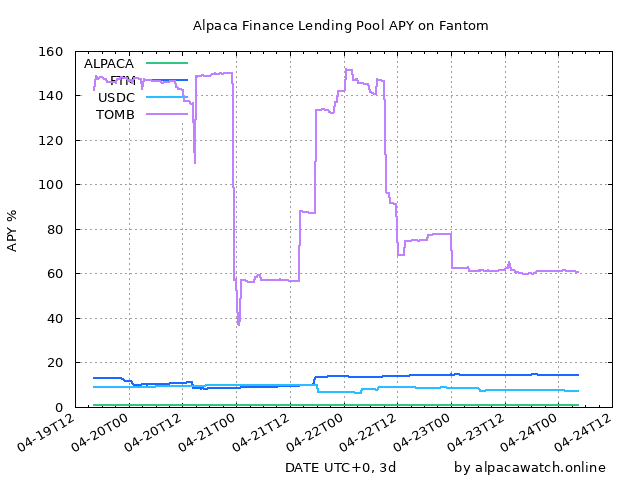 Alpaca Finance Lending Pool APY on Fantom
160
140
120
100
80
60
40
20
0
APY %
ALPACA
FTM
USDC
TOMB
04-19T12
04-20T00
04-20T12
04-21T00
04-21T12
04-22T00
04-22T12
04-23T00
04-23T12
04-24T00
04-24T12
DATE UTC+0, 3d
by alpacawatch.online